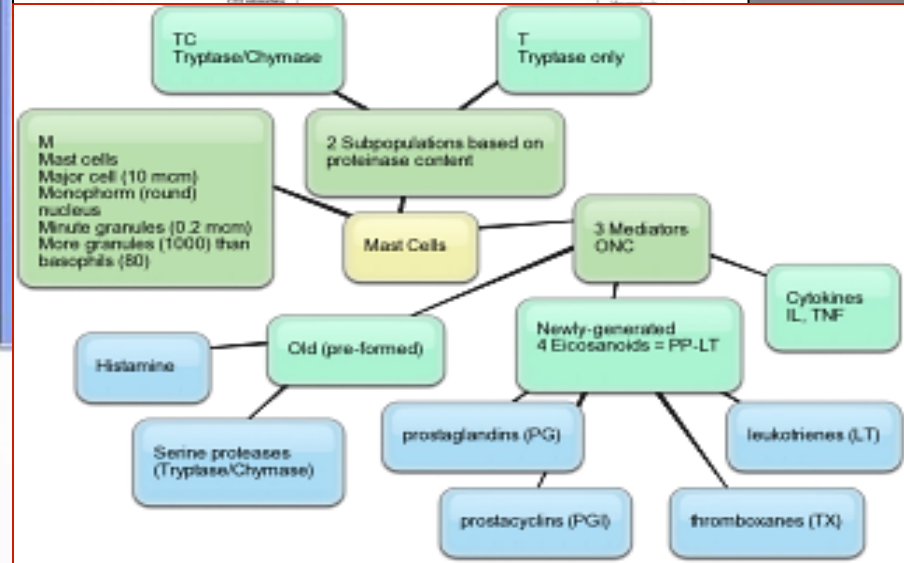 TC
Tryptase/Chymase
T
Tryptase only
M
Mast cells
Major cell (10 mcm)
Monophorm (round)
nucleus
Minute granules (0.2 mcm)
More granules (1000) than
basophils (80)
2 Subpopulations based on
proteinase content
Mast Cells
3 Mediators
ONC
Cytokines
IL, TNF
Newly-generated
4 Eicosanoids = PP-LT
Old (pre-formed)
Histamine
Serine proteases
(Tryptase/Chymase)
prostaglandins (PG)
leukotrienes (LT)
prostacyclins (PGI)
thromboxanes (TX)